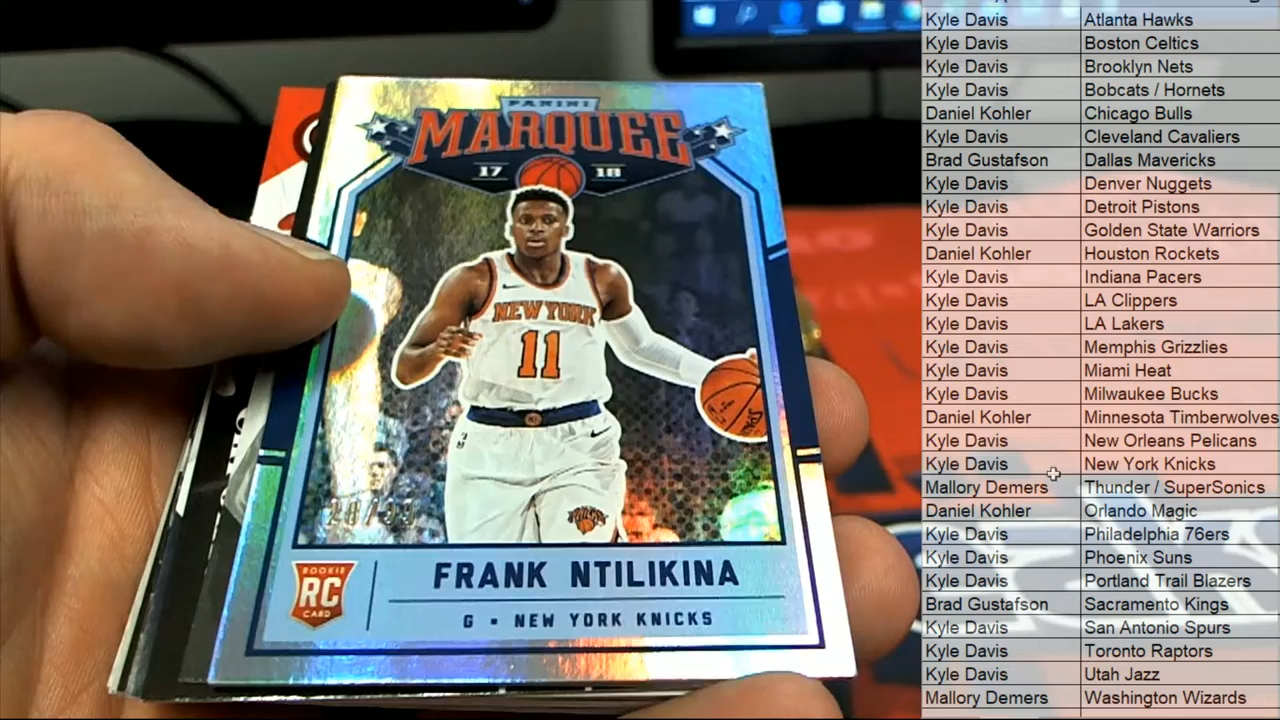 PANINI
MARQUEE
17 18
NEW YORK
11
ROOKIE
RC
CARD
FRANK NTILIKINA
G ▪ NEW YORK KNICKS
Kyle Davis Atlanta Hawks
Kyle Davis Boston Celtics
Kyle Davis Brooklyn Nets
Kyle Davis Bobcats / Hornets
Daniel Kohler Chicago Bulls
Kyle Davis Cleveland Cavaliers
Brad Gustafson Dallas Mavericks
Kyle Davis Denver Nuggets
Kyle Davis Detroit Pistons
Kyle Davis Golden State Warriors
Daniel Kohler Houston Rockets
Kyle Davis Indiana Pacers
Kyle Davis LA Clippers
Kyle Davis LA Lakers
Kyle Davis Memphis Grizzlies
Kyle Davis Miami Heat
Kyle Davis Milwaukee Bucks
Daniel Kohler Minnesota Timberwolves
Kyle Davis New Orleans Pelicans
Kyle Davis New York Knicks
Mallory Demers Thunder / SuperSonics
Daniel Kohler Orlando Magic
Kyle Davis Philadelphia 76ers
Kyle Davis Phoenix Suns
Kyle Davis Portland Trail Blazers
Brad Gustafson Sacramento Kings
Kyle Davis San Antonio Spurs
Kyle Davis Toronto Raptors
Kyle Davis Utah Jazz
Mallory Demers Washington Wizards